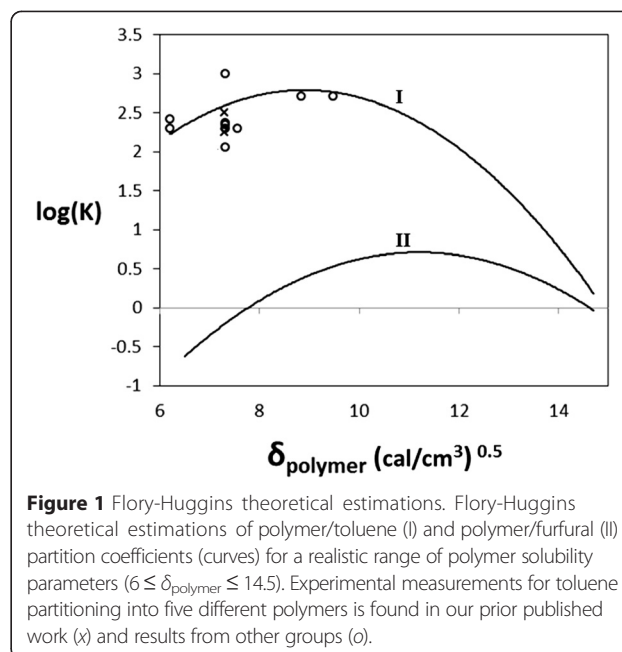 3.5
3
2.5
2
1.5
1
0.5
0
-0.5
-1
log(K)
I
II
6 8 10 12 14
δpolymer (cal/cm³) 0.5
Figure 1 Flory-Huggins theoretical estimations. Flory-Huggins
theoretical estimations of polymer/toluene (I) and polymer/furfural (II)
partition coefficients (curves) for a realistic range of polymer solubility
parameters (6 ≤ δpolymer ≤ 14.5). Experimental measurements for toluene
partitioning into five different polymers is found in our prior published
work (x) and results from other groups (o).